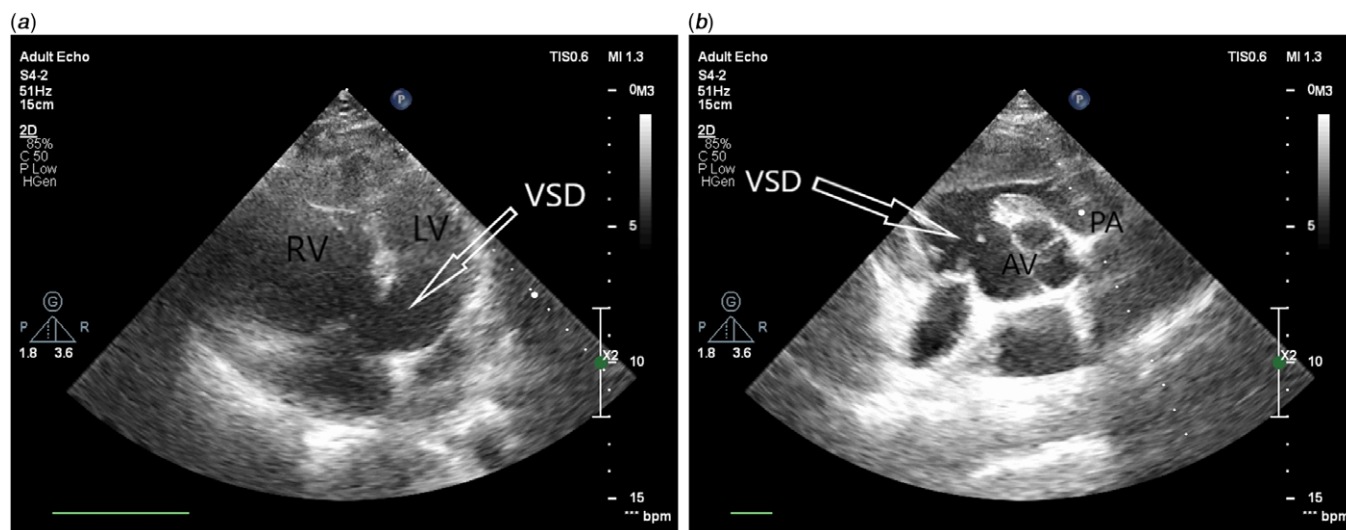 (a)
Adult Echo
TIS0.6 MI 1.3
S4-2
51Hz
15cm
2D
85%
C 50
P Low
HGen
P
0M3
VSD
LV
RV
5
G
P R
1.8 3.6
X2
10
15
--- bpm
(b)
Adult Echo
TIS0.6 MI 1.3
S4-2
51Hz
15cm
2D
85%
C 50
P Low
HGen
P
0M3
VSD
PA
AV
5
G
P R
1.8 3.6
X2
10
15
--- bpm